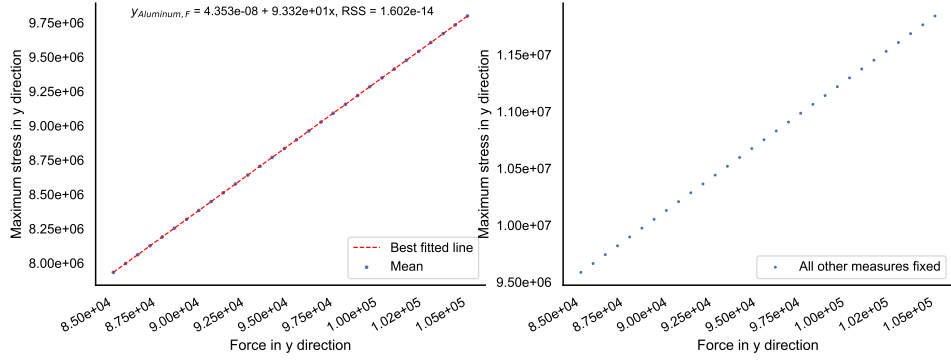 y_Aluminum, F = 4.353e-08 + 9.332e+01x, RSS = 1.602e-14
Maximum stress in y direction
9.75e+06
9.50e+06
9.25e+06
9.00e+06
8.75e+06
8.50e+06
8.25e+06
8.00e+06
Best fitted line
Mean
8.50e+04
8.75e+04
9.00e+04
9.25e+04
9.50e+04
9.75e+04
1.00e+05
1.02e+05
1.05e+05
Force in y direction
Maximum stress in y direction
1.15e+07
1.10e+07
1.05e+07
1.00e+07
9.50e+06
All other measures fixed
8.50e+04
8.75e+04
9.00e+04
9.25e+04
9.50e+04
9.75e+04
1.00e+05
1.02e+05
1.05e+05
Force in y direction